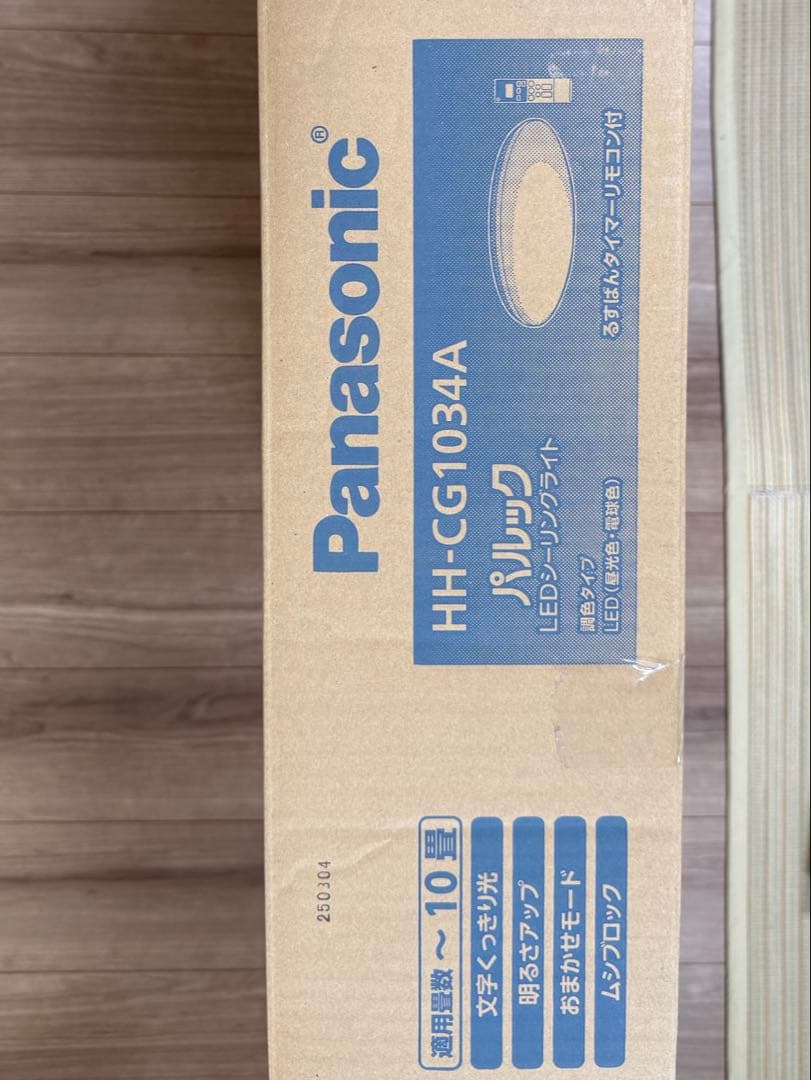 Panasonic®
HH-CG1034A
パルック
LEDシーリングライト
調色タイプ
LED(昼光色・電球色)
るすばんタイマーリモコン付
250304
適用畳数 〜10畳
文字くっきり光
明るさアップ
おまかせモード
ムシブロック